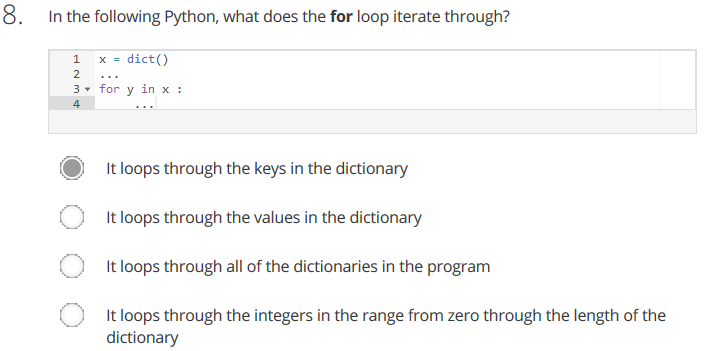 8. In the following Python, what does the for loop iterate through?
1 x = dict()
2 ...
3 for y in x :
4 ...
It loops through the keys in the dictionary
It loops through the values in the dictionary
It loops through all of the dictionaries in the program
It loops through the integers in the range from zero through the length of the
dictionary